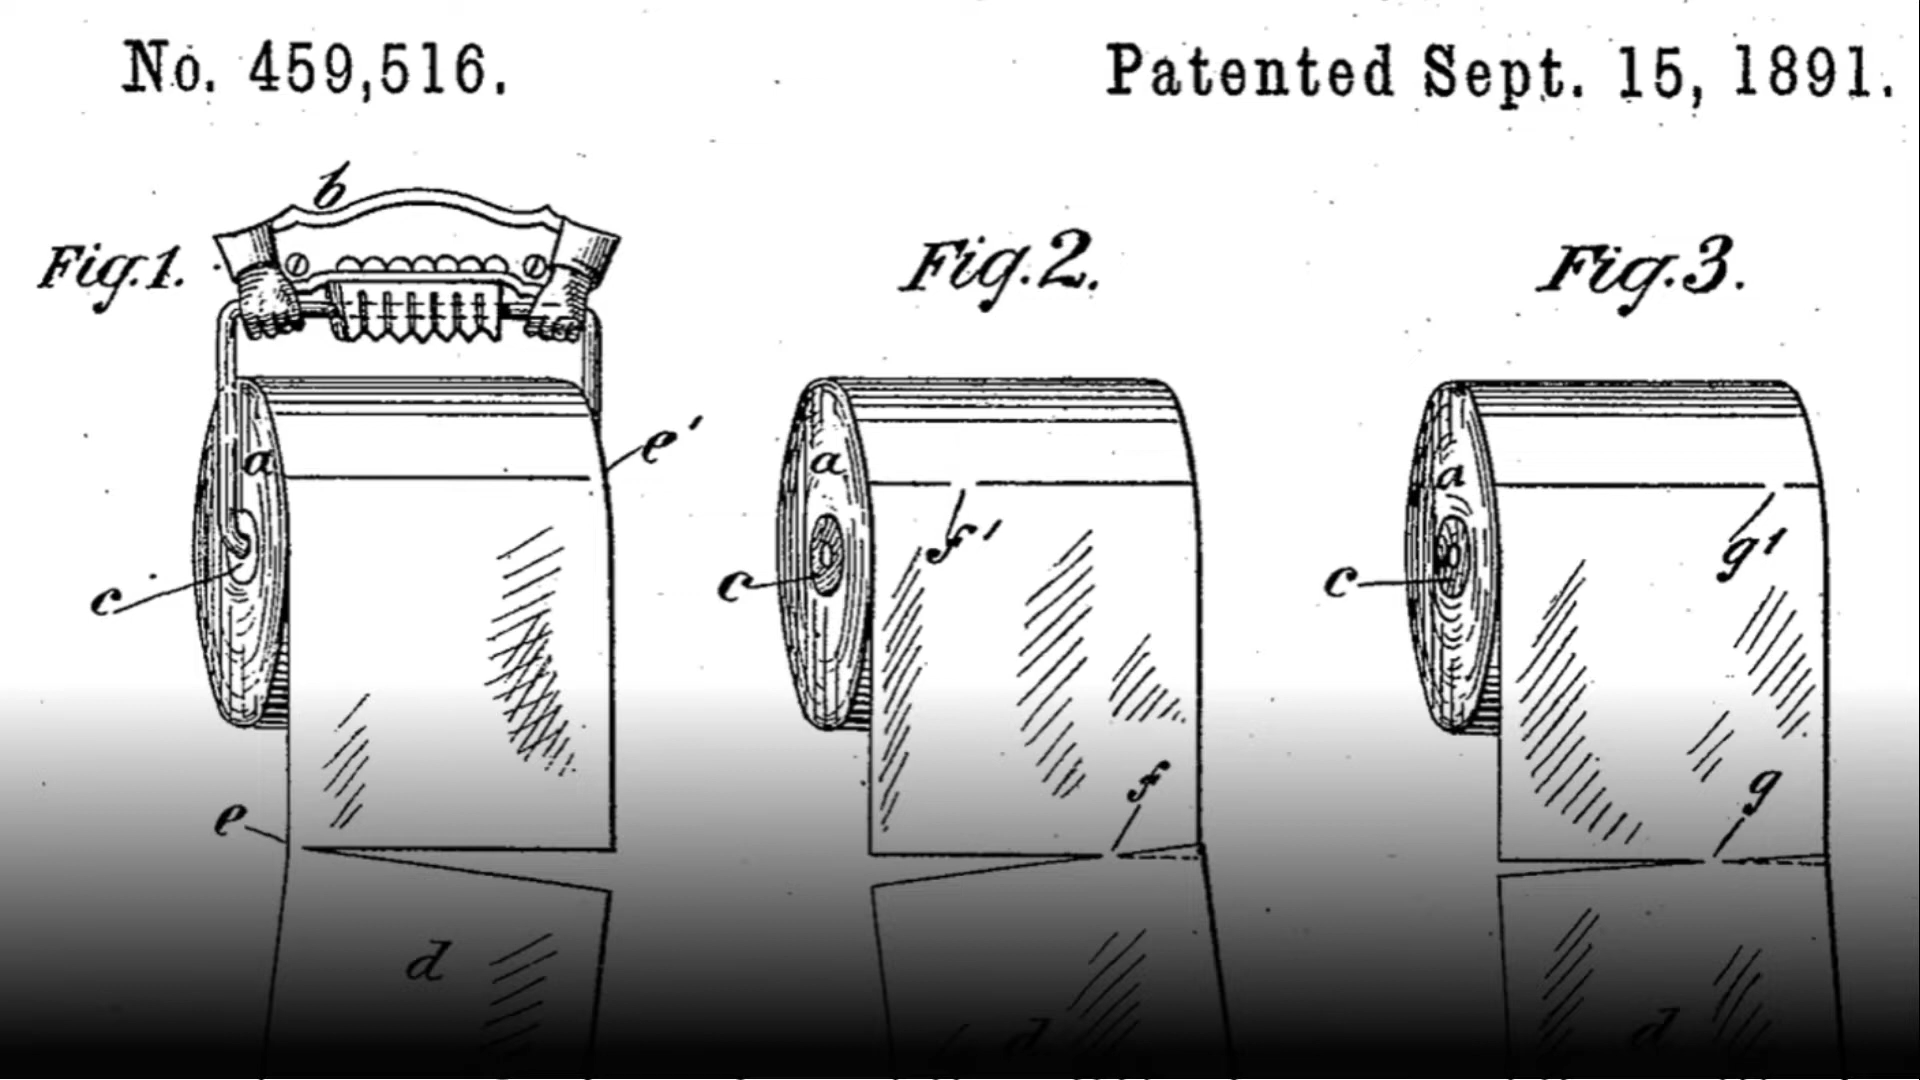 No. 459,516.
Patented Sept. 15, 1891.
b
Fig.1.
Fig.2.
Fig.3.
a
e'
a
a
f'
g'
c
c
c
f
g
e
d
d
d